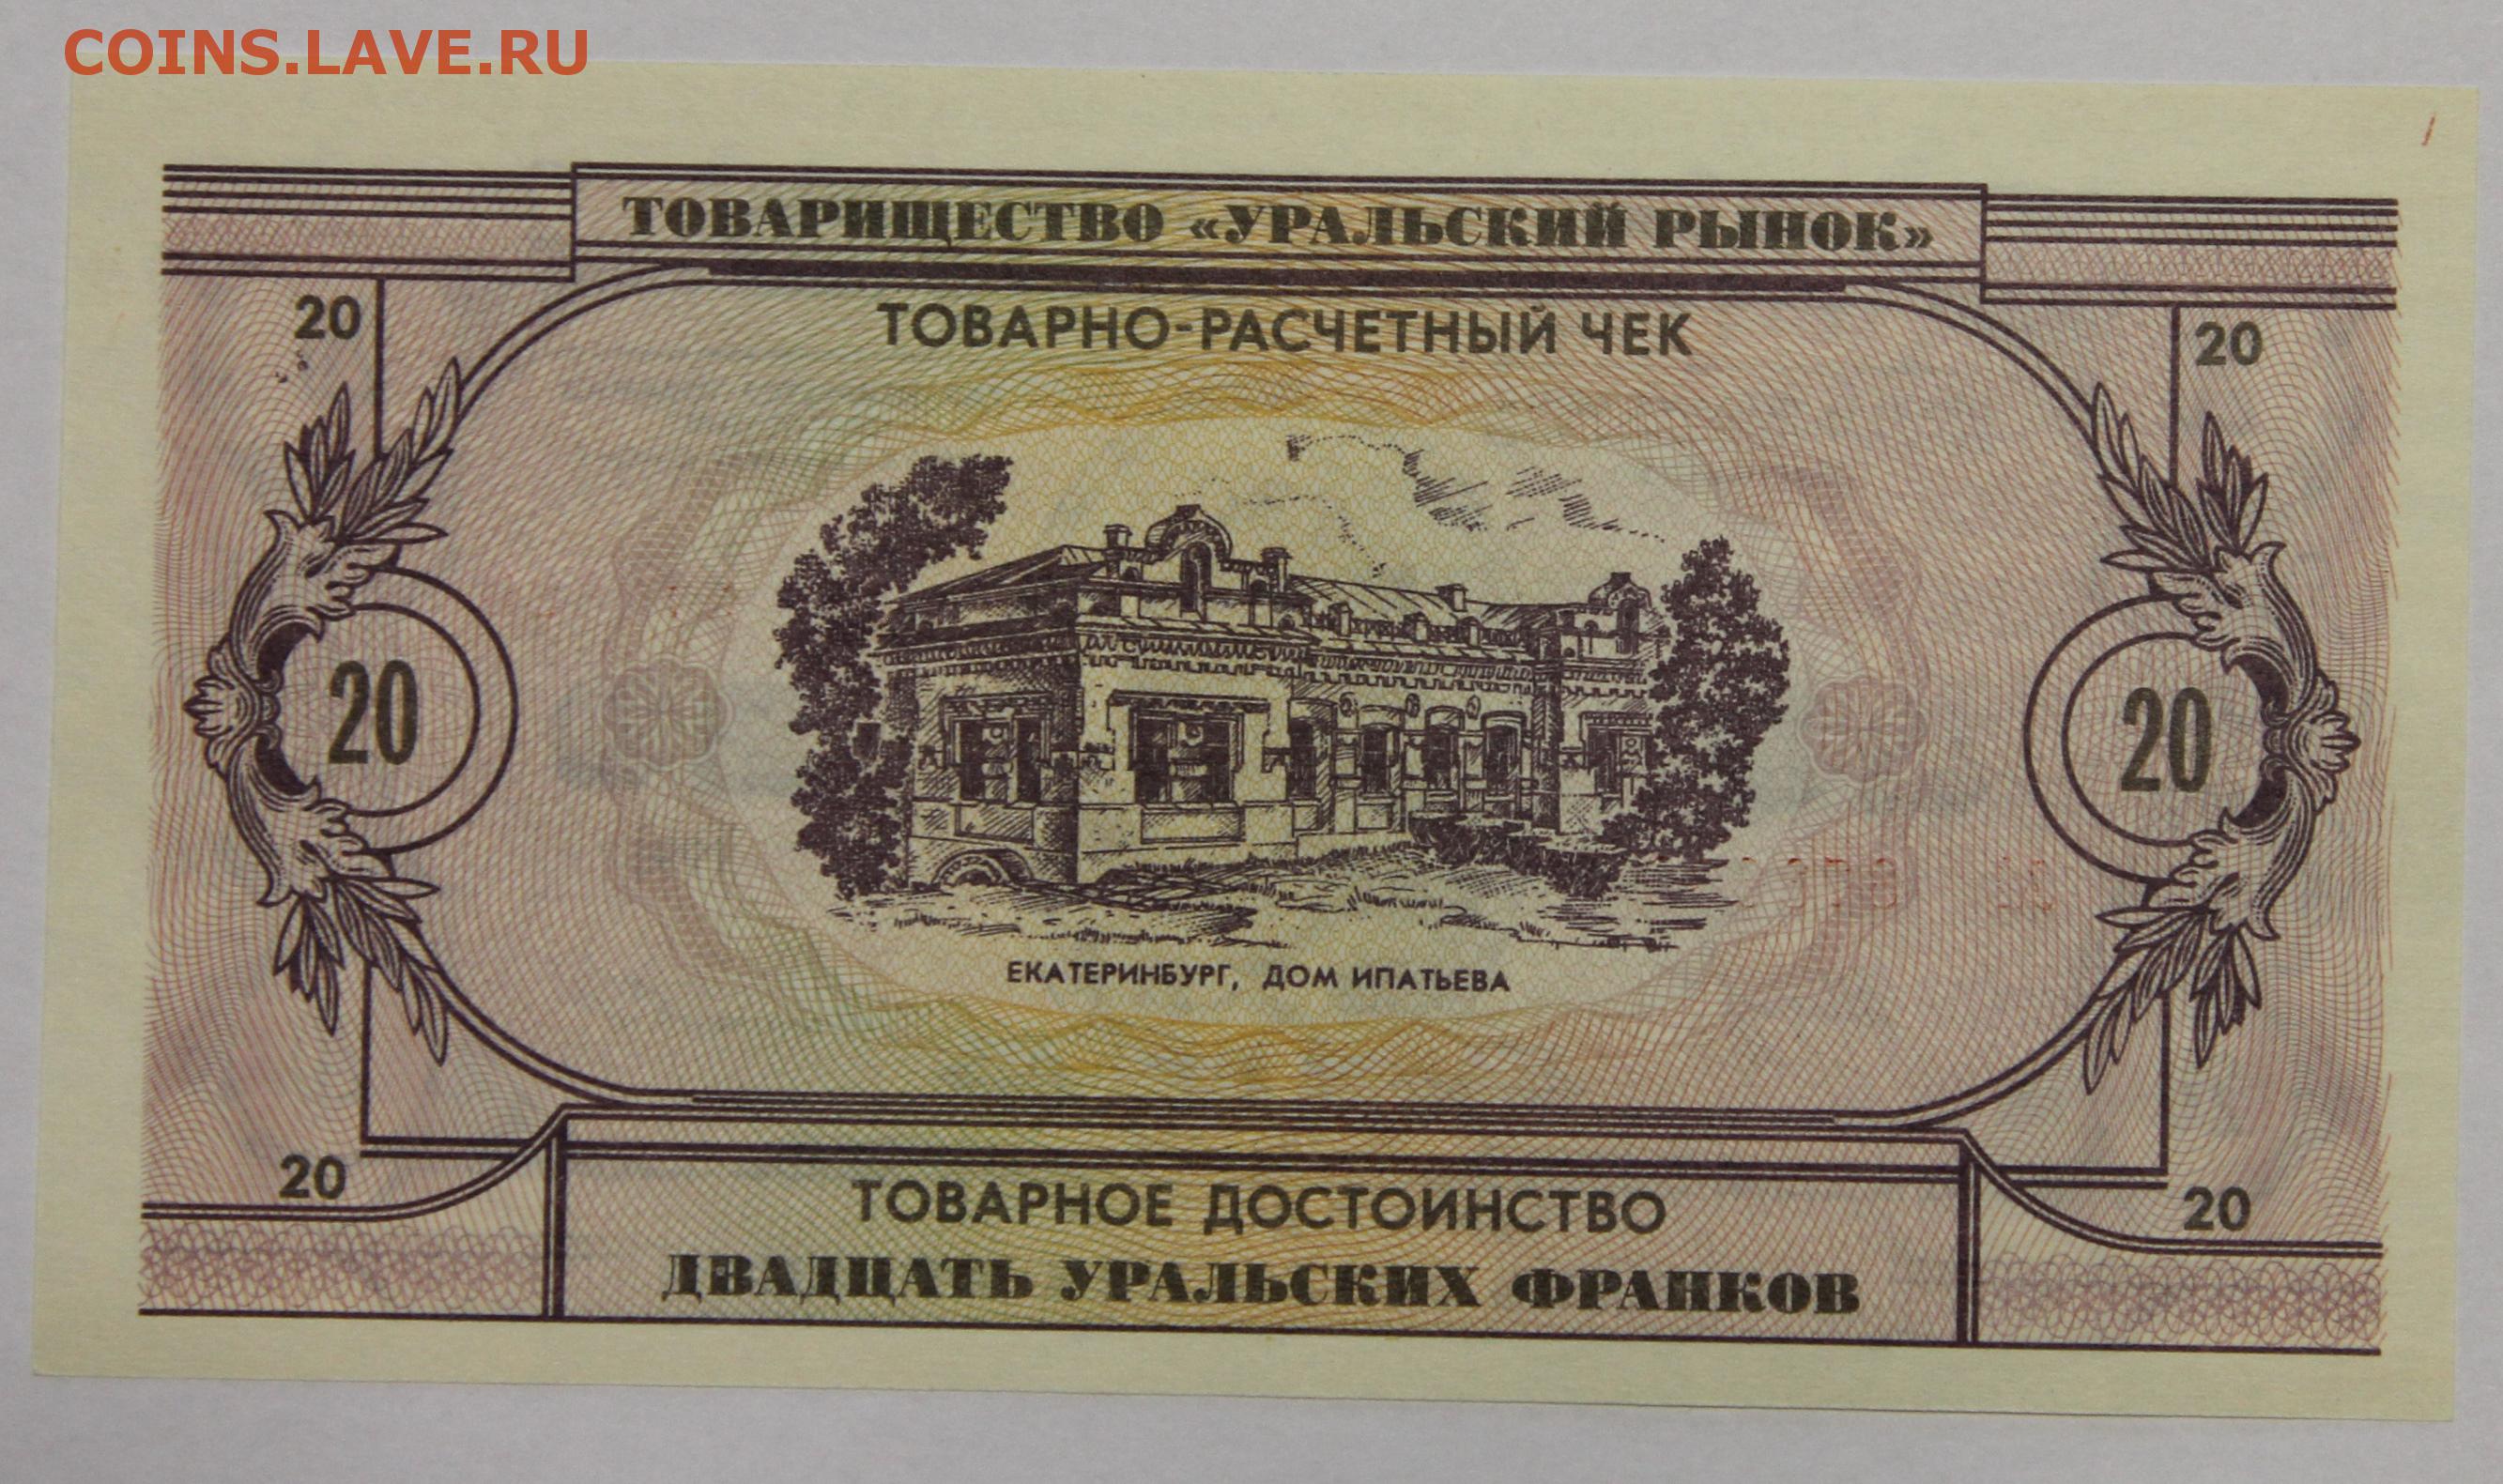 COINS.LAVE.RU
ТОВАРИЩЕСТВО «УРАЛЬСКИЙ РЫНОК»
ТОВАРНО-РАСЧЕТНЫЙ ЧЕК
20
20
20
20
ЕКАТЕРИНБУРГ, ДОМ ИПАТЬЕВА
20
20
ТОВАРНОЕ ДОСТОИНСТВО
ДВАДЦАТЬ УРАЛЬСКИХ ФРАНКОВ